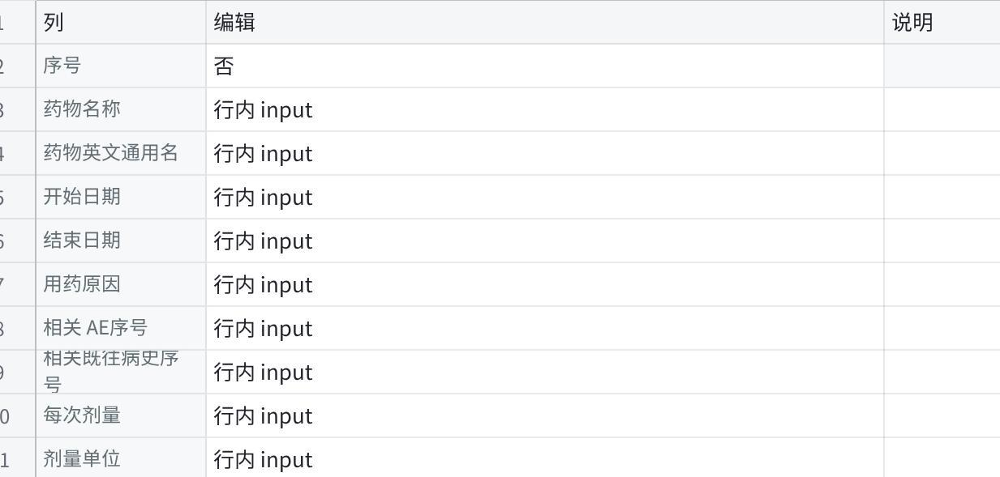 1 列 编辑 说明
2 序号 否
3 药物名称 行内 input
4 药物英文通用名 行内 input
5 开始日期 行内 input
6 结束日期 行内 input
7 用药原因 行内 input
8 相关 AE序号 行内 input
9 相关既往病史序
号 行内 input
0 每次剂量 行内 input
1 剂量单位 行内 input